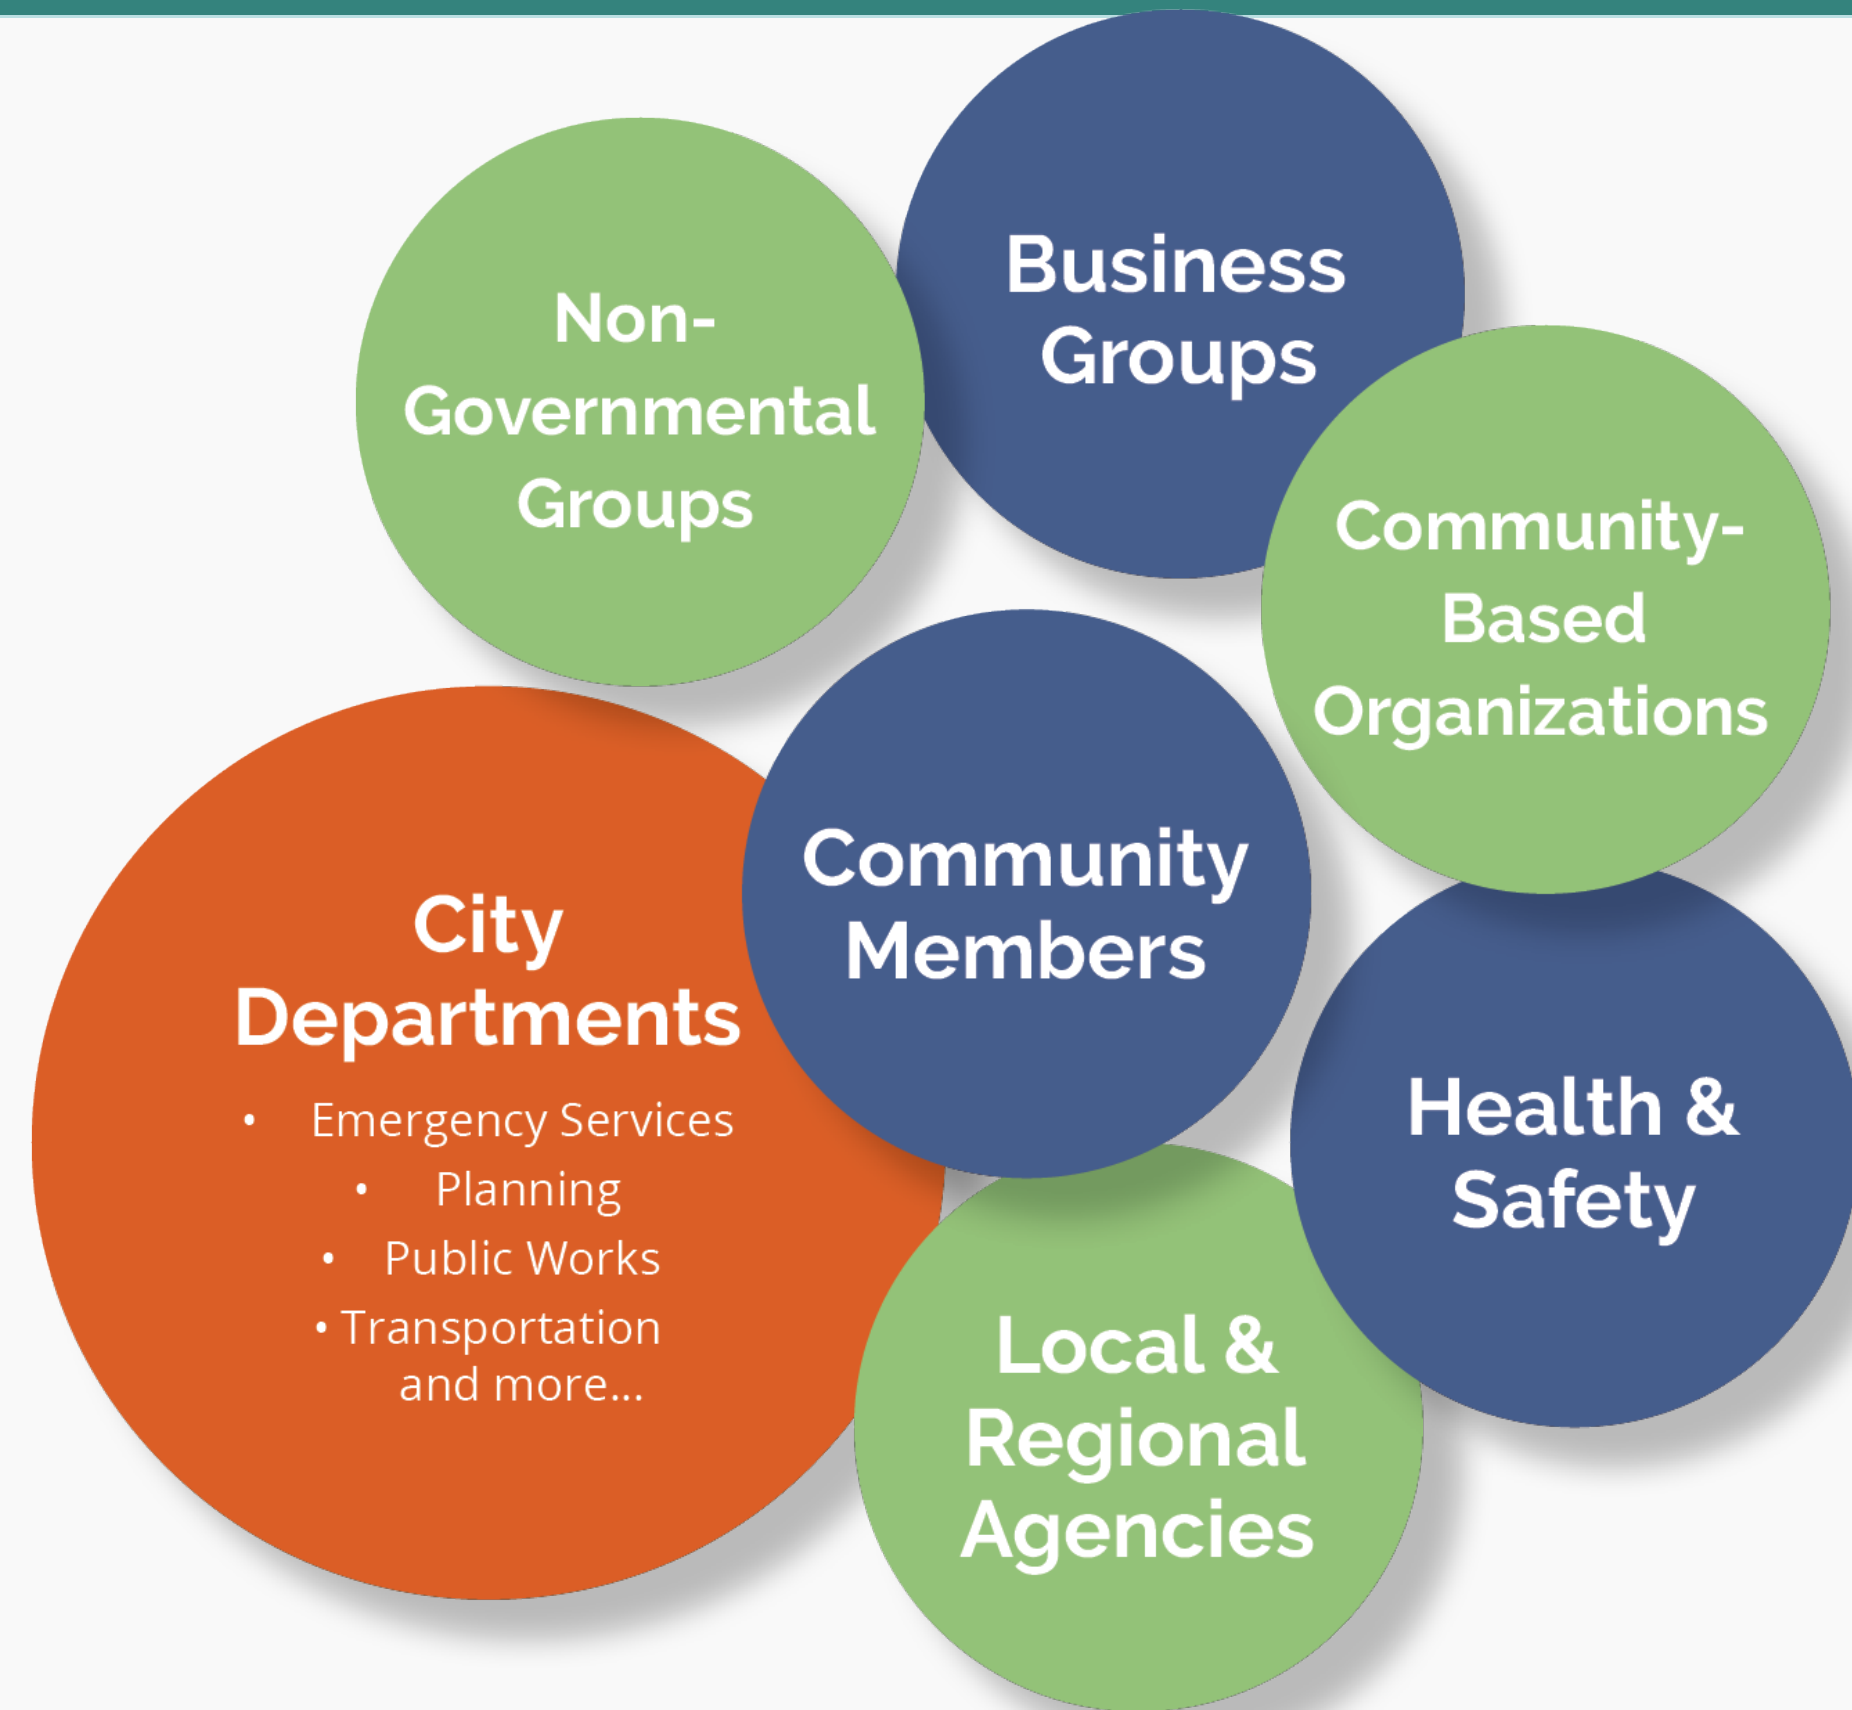 Business
Groups
Non-
Governmental
Groups
Community-
Based
Organizations
Community
Members
City
Departments
• Emergency Services
• Planning
• Public Works
• Transportation
and more...
Health &
Safety
Local &
Regional
Agencies